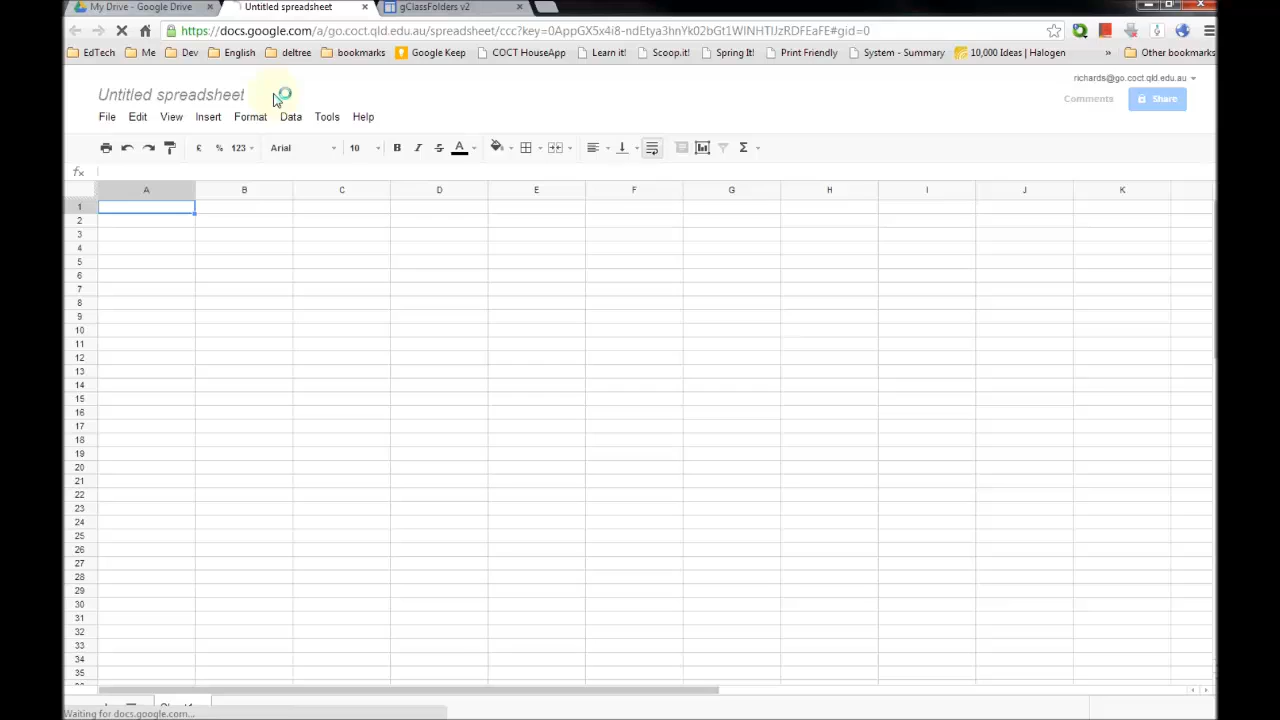 My Drive - Google Drive
Untitled spreadsheet
gClassFolders v2
https://docs.google.com/a/go.coct.qld.edu.au/spreadsheet/ccc?key=0AppGX5x4i8-ndEtya3hnYk02bGt1WlNHTlJzRDFEaFE#gid=0
EdTech Me Dev English deltree bookmarks Google Keep COCT HouseApp Learn it! Scoop.it! Spring It! Print Friendly System - Summary 10,000 Ideas | Halogen » Other bookmarks
richards@go.coct.qld.edu.au
Untitled spreadsheet
Comments Share
File Edit View Insert Format Data Tools Help
£ % 123 Arial 10 B I S A Σ
fx
A B C D E F G H I J K
1
2
3
4
5
6
7
8
9
10
11
12
13
14
15
16
17
18
19
20
21
22
23
24
25
26
27
28
29
30
31
32
33
34
35
Waiting for docs.google.com...